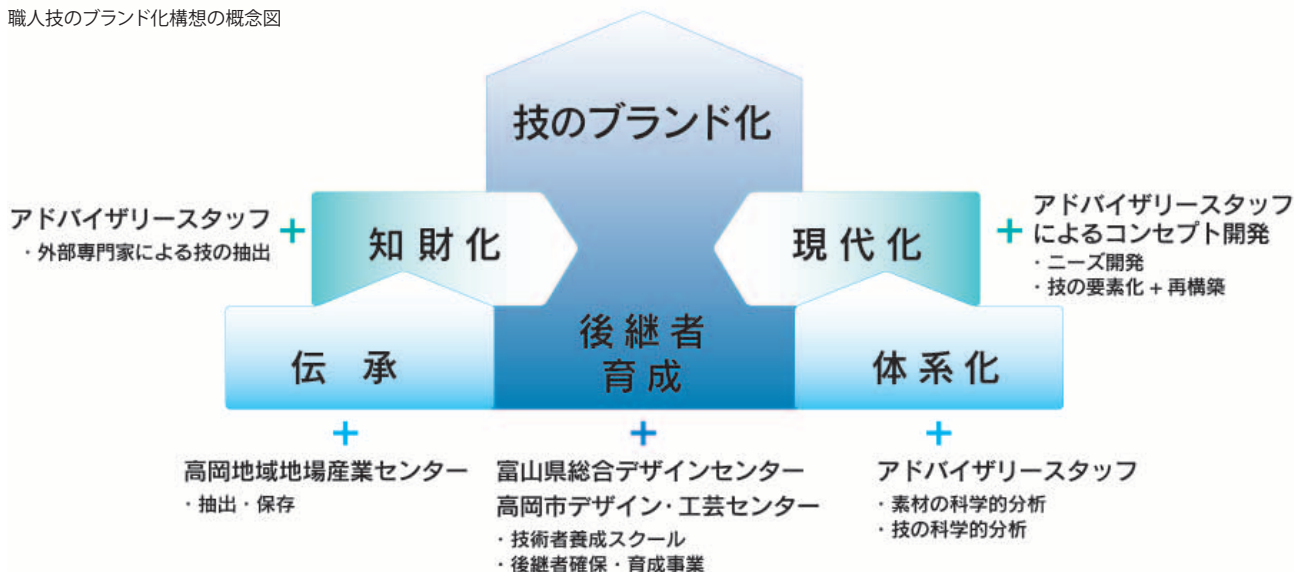 職人技のブランド化構想の概念図
技のブランド化
アドバイザリースタッフ
・外部専門家による技の抽出
+
知財化
現代化
+
アドバイザリースタッフ
によるコンセプト開発
・ニーズ開発
・技の要素化 + 再構築
伝 承
後継者
育成
体系化
+
高岡地域地場産業センター
・抽出・保存
+
富山県総合デザインセンター
高岡市デザイン・工芸センター
・技術者養成スクール
・後継者確保・育成事業
+
アドバイザリースタッフ
・素材の科学的分析
・技の科学的分析